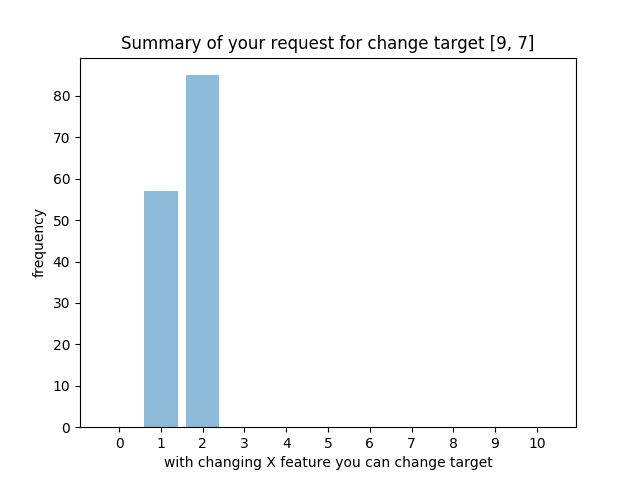 Summary of your request for change target [9, 7]
80
70
60
50
40
30
20
10
0
frequency
0 1 2 3 4 5 6 7 8 9 10
with changing X feature you can change target